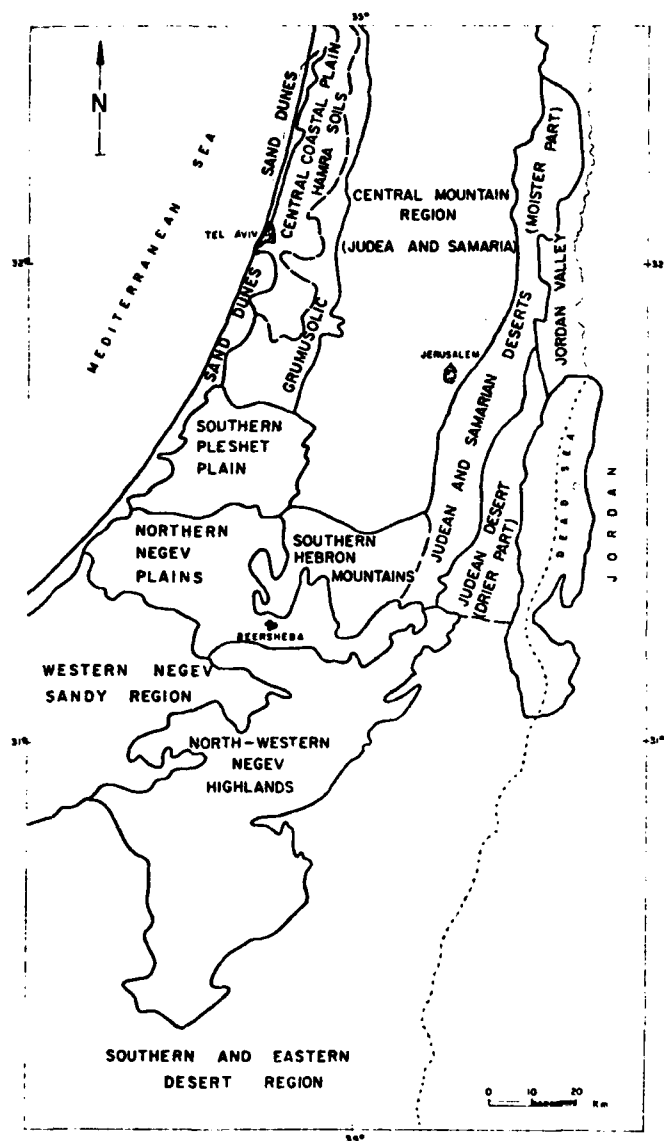 35°
N
MEDITERRANEAN SEA
SAND DUNES
CENTRAL COASTAL PLAIN
HAMRA SOILS
TEL AVIV
CENTRAL MOUNTAIN
REGION
(JUDEA AND SAMARIA)
(MOISTER PART)
JORDAN VALLEY
32°
32°
SAND DUNES
GRUMUSOLIC
JERUSALEM
JUDEAN AND SAMARIAN DESERTS
JUDEAN DESERT
(DRIER PART)
DEAD SEA
JORDAN
SOUTHERN
PLESHET
PLAIN
NORTHERN
NEGEV
PLAINS
SOUTHERN
HEBRON
MOUNTAINS
BEERSHEBA
WESTERN NEGEV
SANDY REGION
31°
31°
NORTH-WESTERN
NEGEV
HIGHLANDS
SOUTHERN AND EASTERN
DESERT REGION
0 10 20
Km